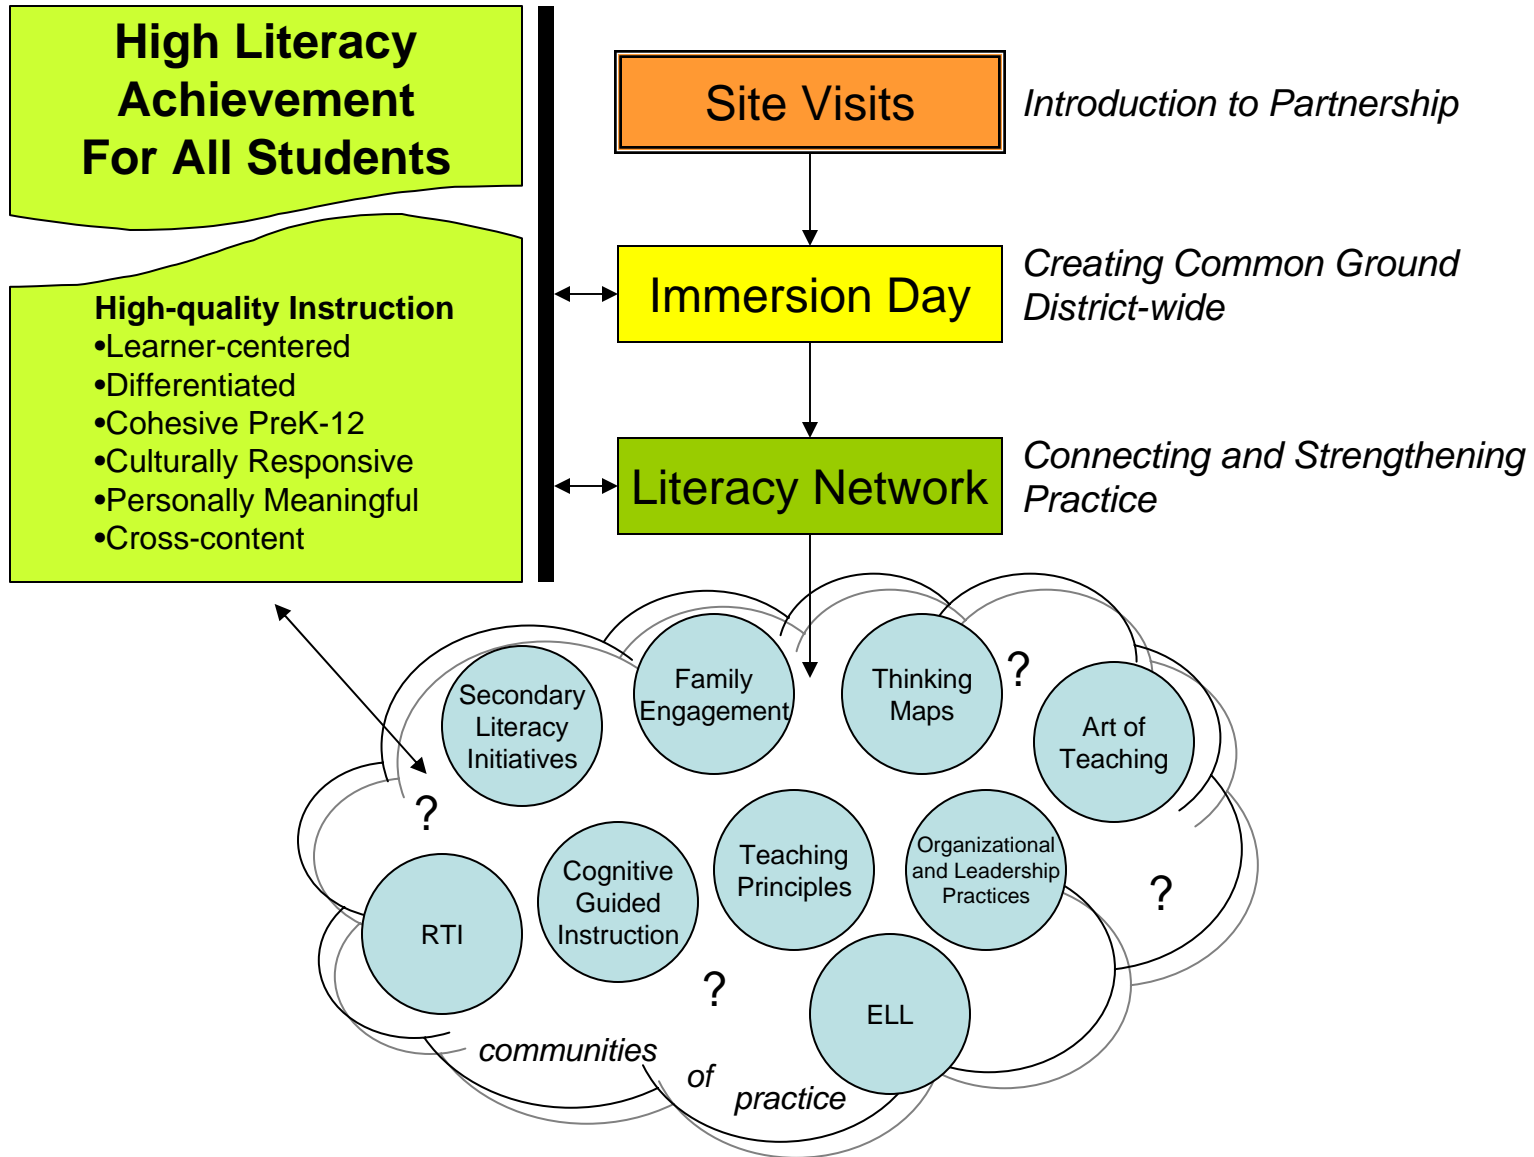 High Literacy
Achievement
For All Students
High-quality Instruction
•Learner-centered
•Differentiated
•Cohesive PreK-12
•Culturally Responsive
•Personally Meaningful
•Cross-content
Site Visits
Introduction to Partnership
Immersion Day
Creating Common Ground
District-wide
Literacy Network
Connecting and Strengthening
Practice
Secondary
Literacy
Initiatives
Family
Engagement
Thinking
Maps
?
Art of
Teaching
?
RTI
Cognitive
Guided
Instruction
Teaching
Principles
Organizational
and Leadership
Practices
?
?
ELL
communities
of
practice